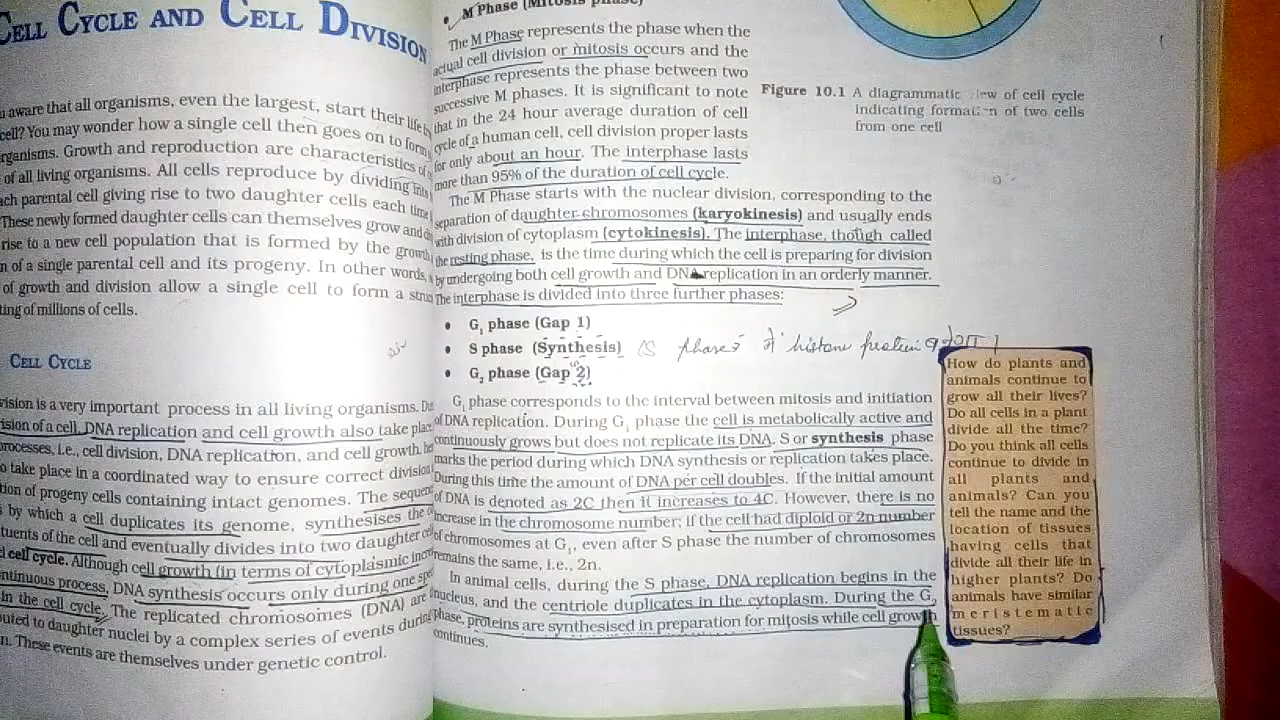 CELL CYCLE AND CELL DIVISION
aware that all organisms, even the largest, start their life
cell? You may wonder how a single cell then goes on to form
organisms. Growth and reproduction are characteristics
of all living organisms. All cells reproduce by dividing into
each parental cell giving rise to two daughter cells each time
These newly formed daughter cells can themselves grow and
rise to a new cell population that is formed by the growth
of a single parental cell and its progeny. In other words,
of growth and division allow a single cell to form a
ting of millions of cells.
CELL CYCLE
vision is a very important process in all living organisms.
ision of a cell, DNA replication and cell growth also take place
processes, i.e., cell division, DNA replication, and cell growth,
take place in a coordinated way to ensure correct division
tion of progeny cells containing intact genomes. The
by which a cell duplicates its genome, synthesises the
tuents of the cell and eventually divides into two daughter
cell cycle. Although cell growth (in terms of cytoplasmic
ntinuous process, DNA synthesis occurs only during one
in the cell cycle. The replicated chromosomes (DNA) are
uted to daughter nuclei by a complex series of events during
n. These events are themselves under genetic control.
• M Phase (Mitosis phase)
The M Phase represents the phase when the
actual cell division or mitosis occurs and the
interphase represents the phase between two
successive M phases. It is significant to note
that in the 24 hour average duration of cell
cycle of a human cell, cell division proper lasts
for only about an hour. The interphase lasts
more than 95% of the duration of cell cycle.
The M Phase starts with the nuclear division, corresponding to the
separation of daughter chromosomes (karyokinesis) and usually ends
with division of cytoplasm (cytokinesis). The interphase, though called
the resting phase, is the time during which the cell is preparing for division
by undergoing both cell growth and DNA replication in an orderly manner.
The interphase is divided into three further phases:
• G₁ phase (Gap 1)
• S phase (Synthesis) phase histone protein
• G₂ phase (Gap 2)
G₁ phase corresponds to the interval between mitosis and initiation
of DNA replication. During G₁ phase the cell is metabolically active and
continuously grows but does not replicate its DNA. S or synthesis phase
marks the period during which DNA synthesis or replication takes place.
During this time the amount of DNA per cell doubles. If the initial amount
of DNA is denoted as 2C then it increases to 4C. However, there is no
increase in the chromosome number; if the cell had diploid or 2n number
of chromosomes at G₁, even after S phase the number of chromosomes
remains the same, i.e., 2n.
In animal cells, during the S phase, DNA replication begins in the
nucleus, and the centriole duplicates in the cytoplasm. During the G₂
phase, proteins are synthesised in preparation for mitosis while cell growth
continues.
Figure 10.1 A diagrammatic view of cell cycle
indicating formation of two cells
from one cell
How do plants and
animals continue to
grow all their lives?
Do all cells in a plant
divide all the time?
Do you think all cells
continue to divide in
all plants and
animals? Can you
tell the name and the
location of tissues
having cells that
divide all their life in
higher plants? Do
animals have similar
meristematic
tissues?